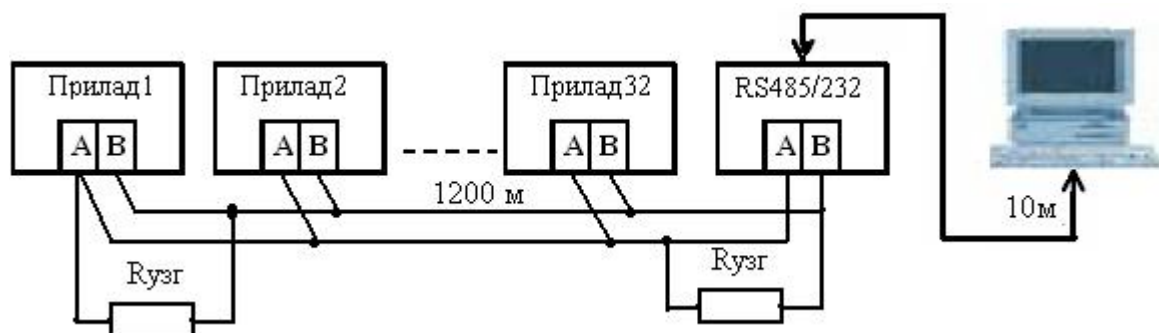 Прилад1
Прилад2
Прилад32
RS485/232
А В
А В
А В
А В
1200 м
10м
Rузг
Rузг